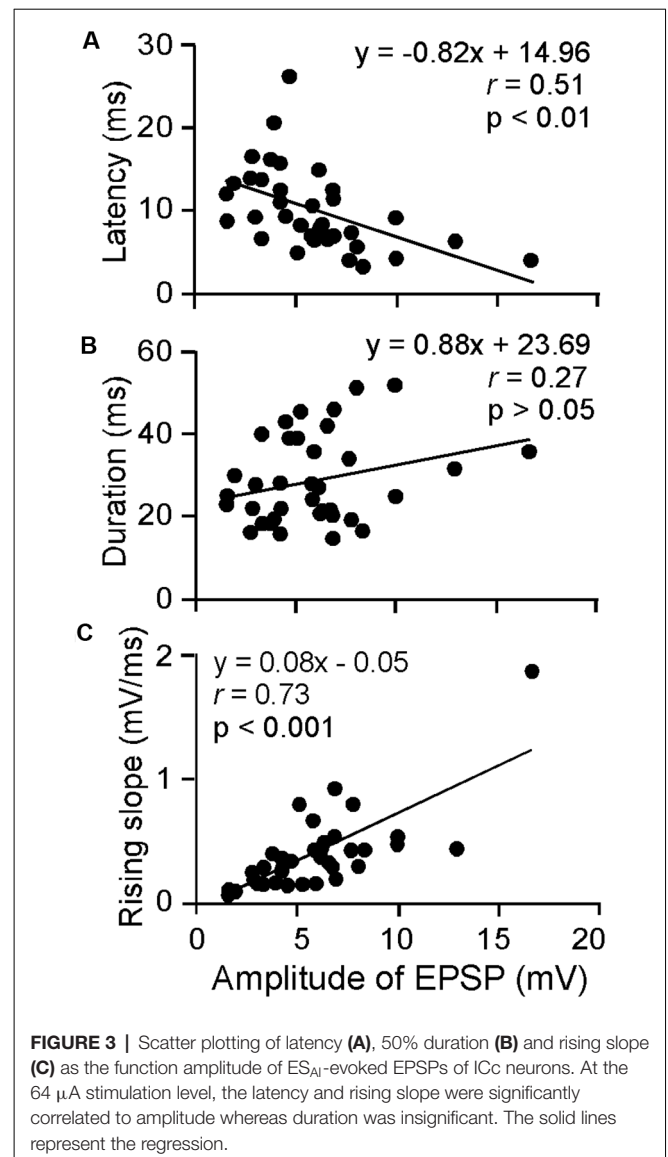 A
30
20
10
0
Latency (ms)
y = -0.82x + 14.96
r = 0.51
p < 0.01
B
60
40
20
0
Duration (ms)
y = 0.88x + 23.69
r = 0.27
p > 0.05
C
2
1
0
Rising slope (mV/ms)
y = 0.08x - 0.05
r = 0.73
p < 0.001
0 5 10 15 20
Amplitude of EPSP (mV)
FIGURE 3 | Scatter plotting of latency (A), 50% duration (B) and rising slope
(C) as the function amplitude of ESAI-evoked EPSPs of ICc neurons. At the
64 μA stimulation level, the latency and rising slope were significantly
correlated to amplitude whereas duration was insignificant. The solid lines
represent the regression.